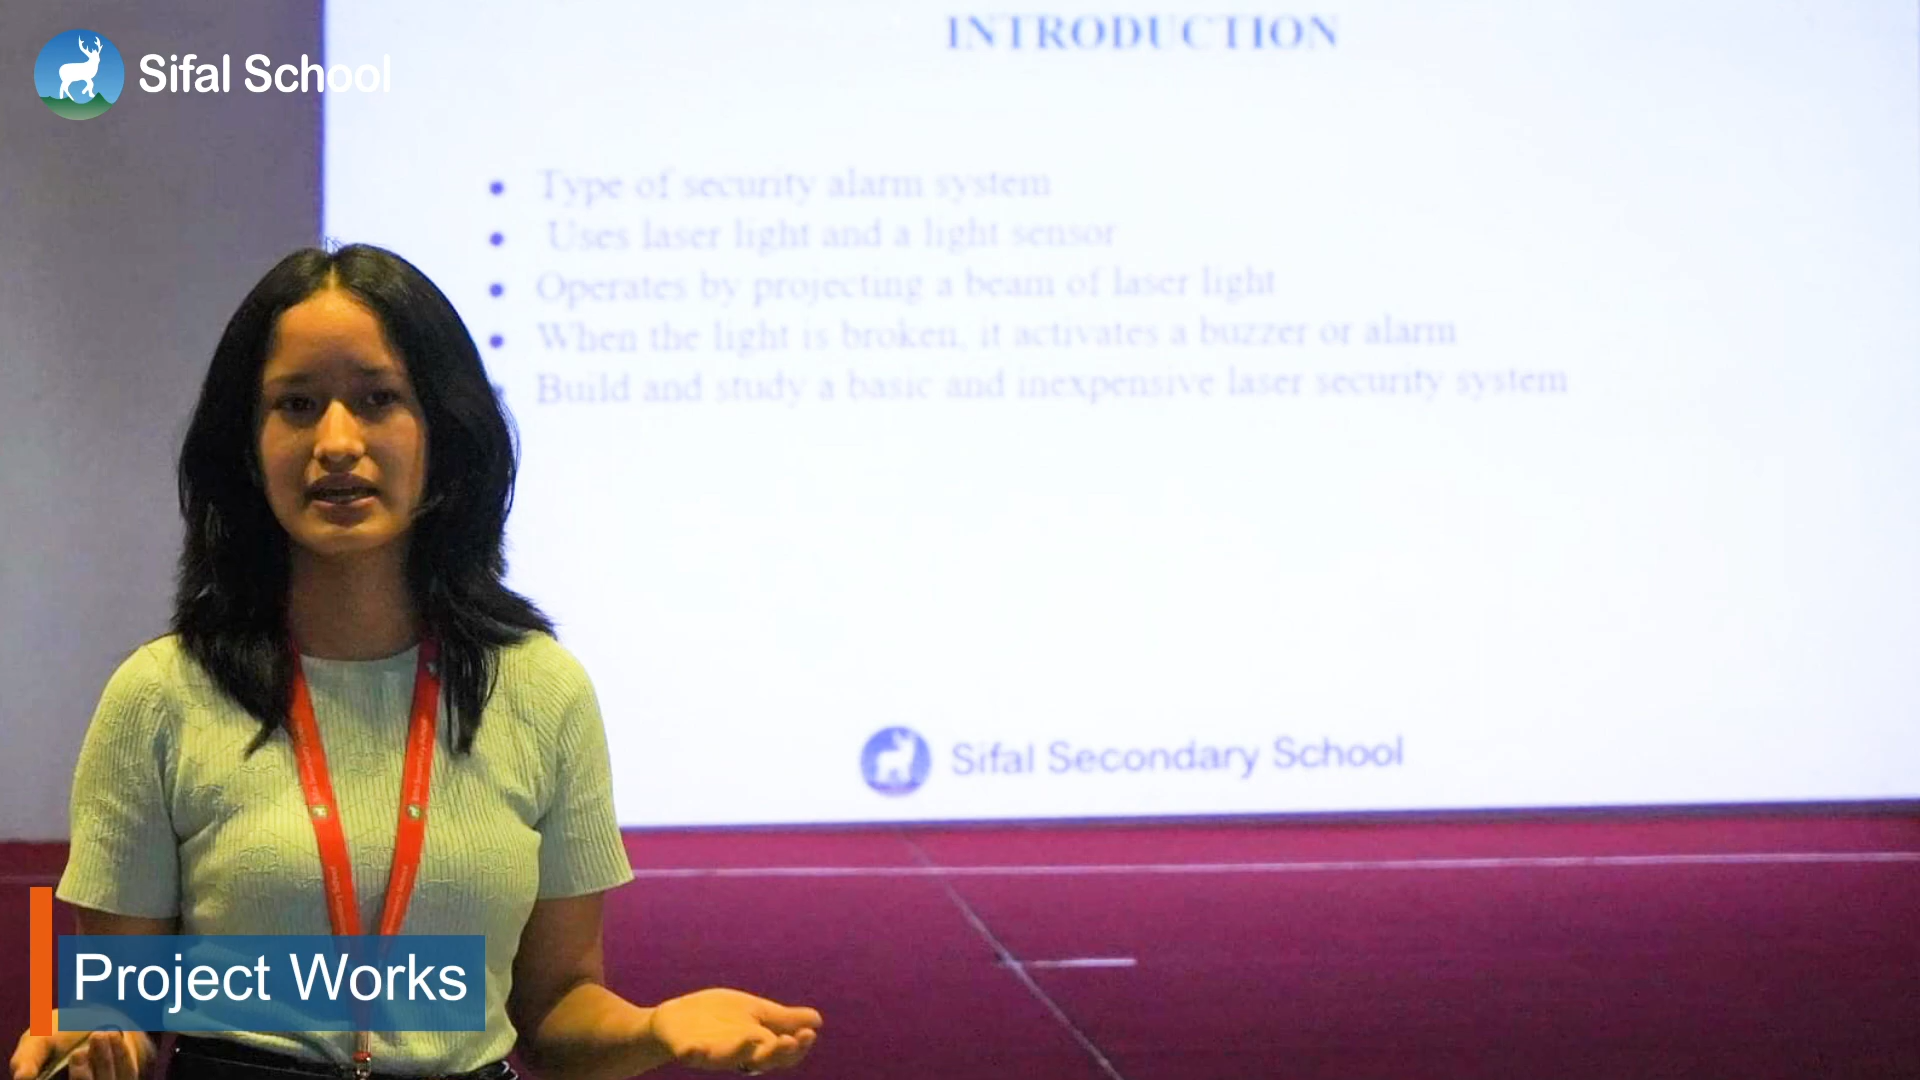 Sifal School
INTRODUCTION
• Type of security alarm system
• Uses laser light and a light sensor
• Operates by projecting a beam of laser light
• When the light is broken, it activates a buzzer or alarm
• Build and study a basic and inexpensive laser security system
Sifal Secondary School
Project Works